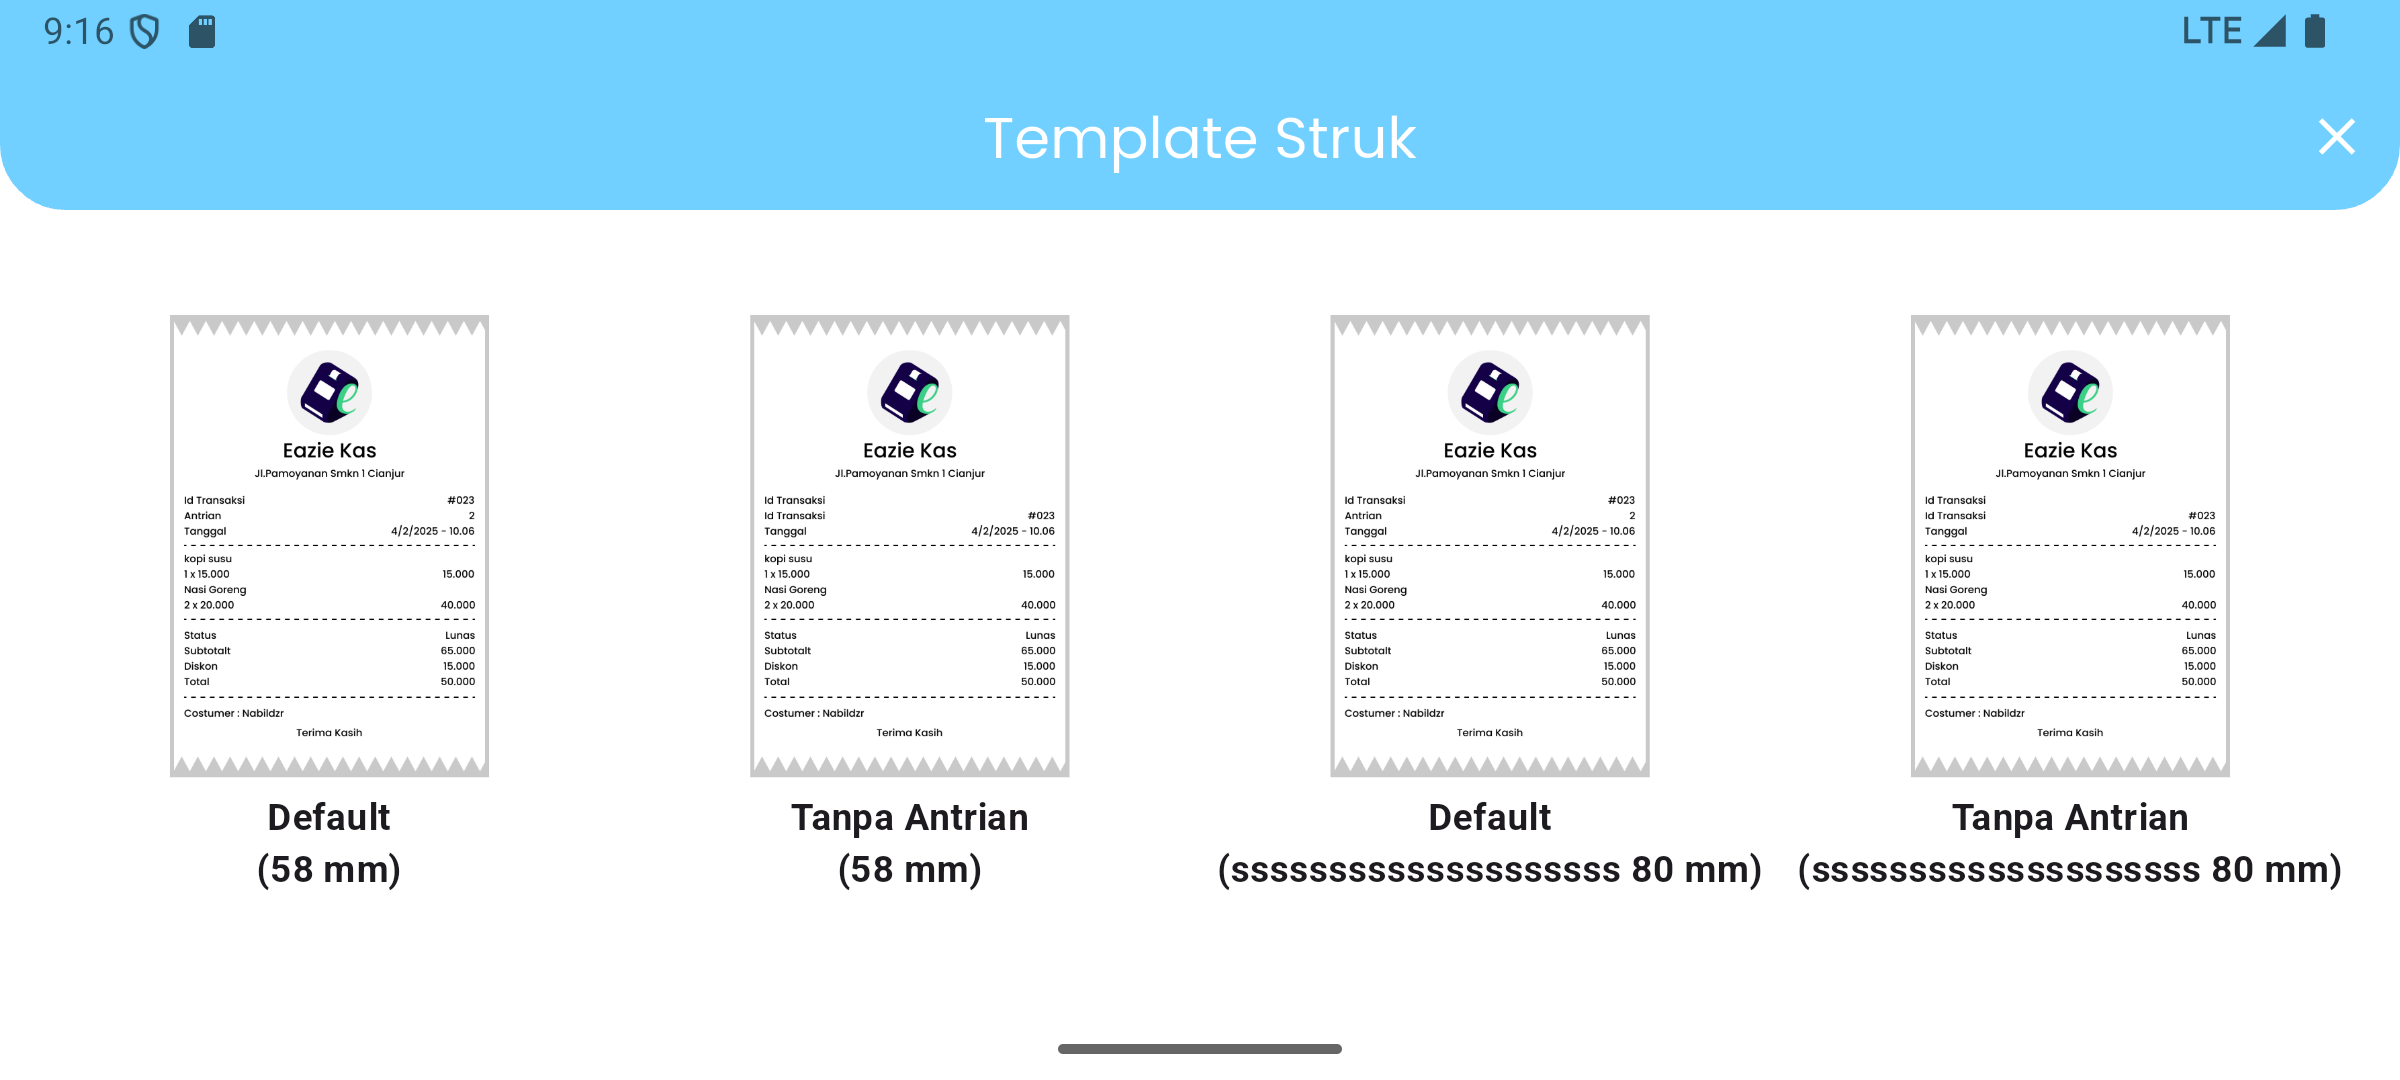 9:16
LTE
Template Struk
Eazie Kas
Jl.Pamoyanan Smkn 1 Cianjur
Id Transaksi #023
Antrian 2
Tanggal 4/2/2025 - 10.06
kopi susu
1 x 15.000 15.000
Nasi Goreng
2 x 20.000 40.000
Status Lunas
Subtotalt 65.000
Diskon 15.000
Total 50.000
Costumer : Nabildzr
Terima Kasih
Default
(58 mm)
Eazie Kas
Jl.Pamoyanan Smkn 1 Cianjur
Id Transaksi
Id Transaksi #023
Tanggal 4/2/2025 - 10.06
kopi susu
1 x 15.000 15.000
Nasi Goreng
2 x 20.000 40.000
Status Lunas
Subtotalt 65.000
Diskon 15.000
Total 50.000
Costumer : Nabildzr
Terima Kasih
Tanpa Antrian
(58 mm)
Eazie Kas
Jl.Pamoyanan Smkn 1 Cianjur
Id Transaksi #023
Antrian 2
Tanggal 4/2/2025 - 10.06
kopi susu
1 x 15.000 15.000
Nasi Goreng
2 x 20.000 40.000
Status Lunas
Subtotalt 65.000
Diskon 15.000
Total 50.000
Costumer : Nabildzr
Terima Kasih
Default
(ssssssssssssssssssss 80 mm)
Eazie Kas
Jl.Pamoyanan Smkn 1 Cianjur
Id Transaksi
Id Transaksi #023
Tanggal 4/2/2025 - 10.06
kopi susu
1 x 15.000 15.000
Nasi Goreng
2 x 20.000 40.000
Status Lunas
Subtotalt 65.000
Diskon 15.000
Total 50.000
Costumer : Nabildzr
Terima Kasih
Tanpa Antrian
(ssssssssssssssssssss 80 mm)